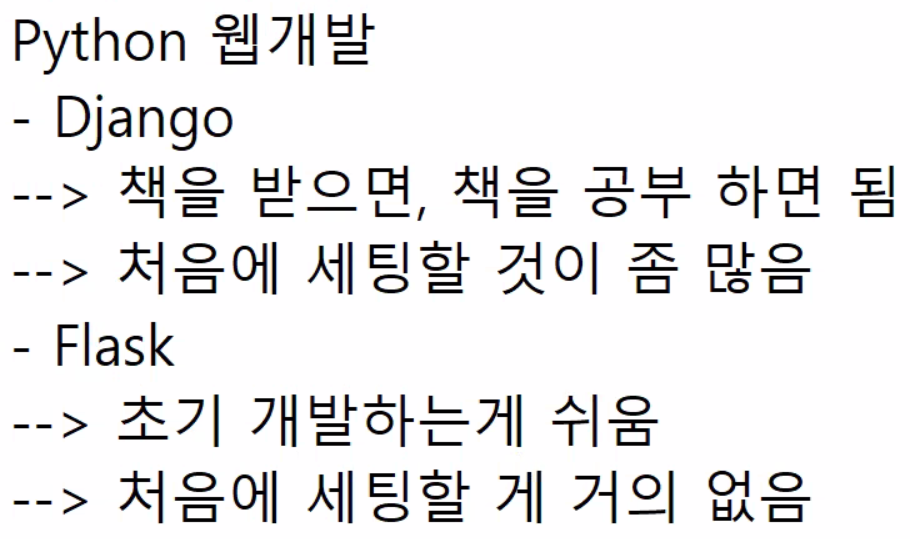 Python 웹개발
- Django
--> 책을 받으면, 책을 공부 하면 됨
--> 처음에 세팅할 것이 좀 많음
- Flask
--> 초기 개발하는게 쉬움
--> 처음에 세팅할 게 거의 없음